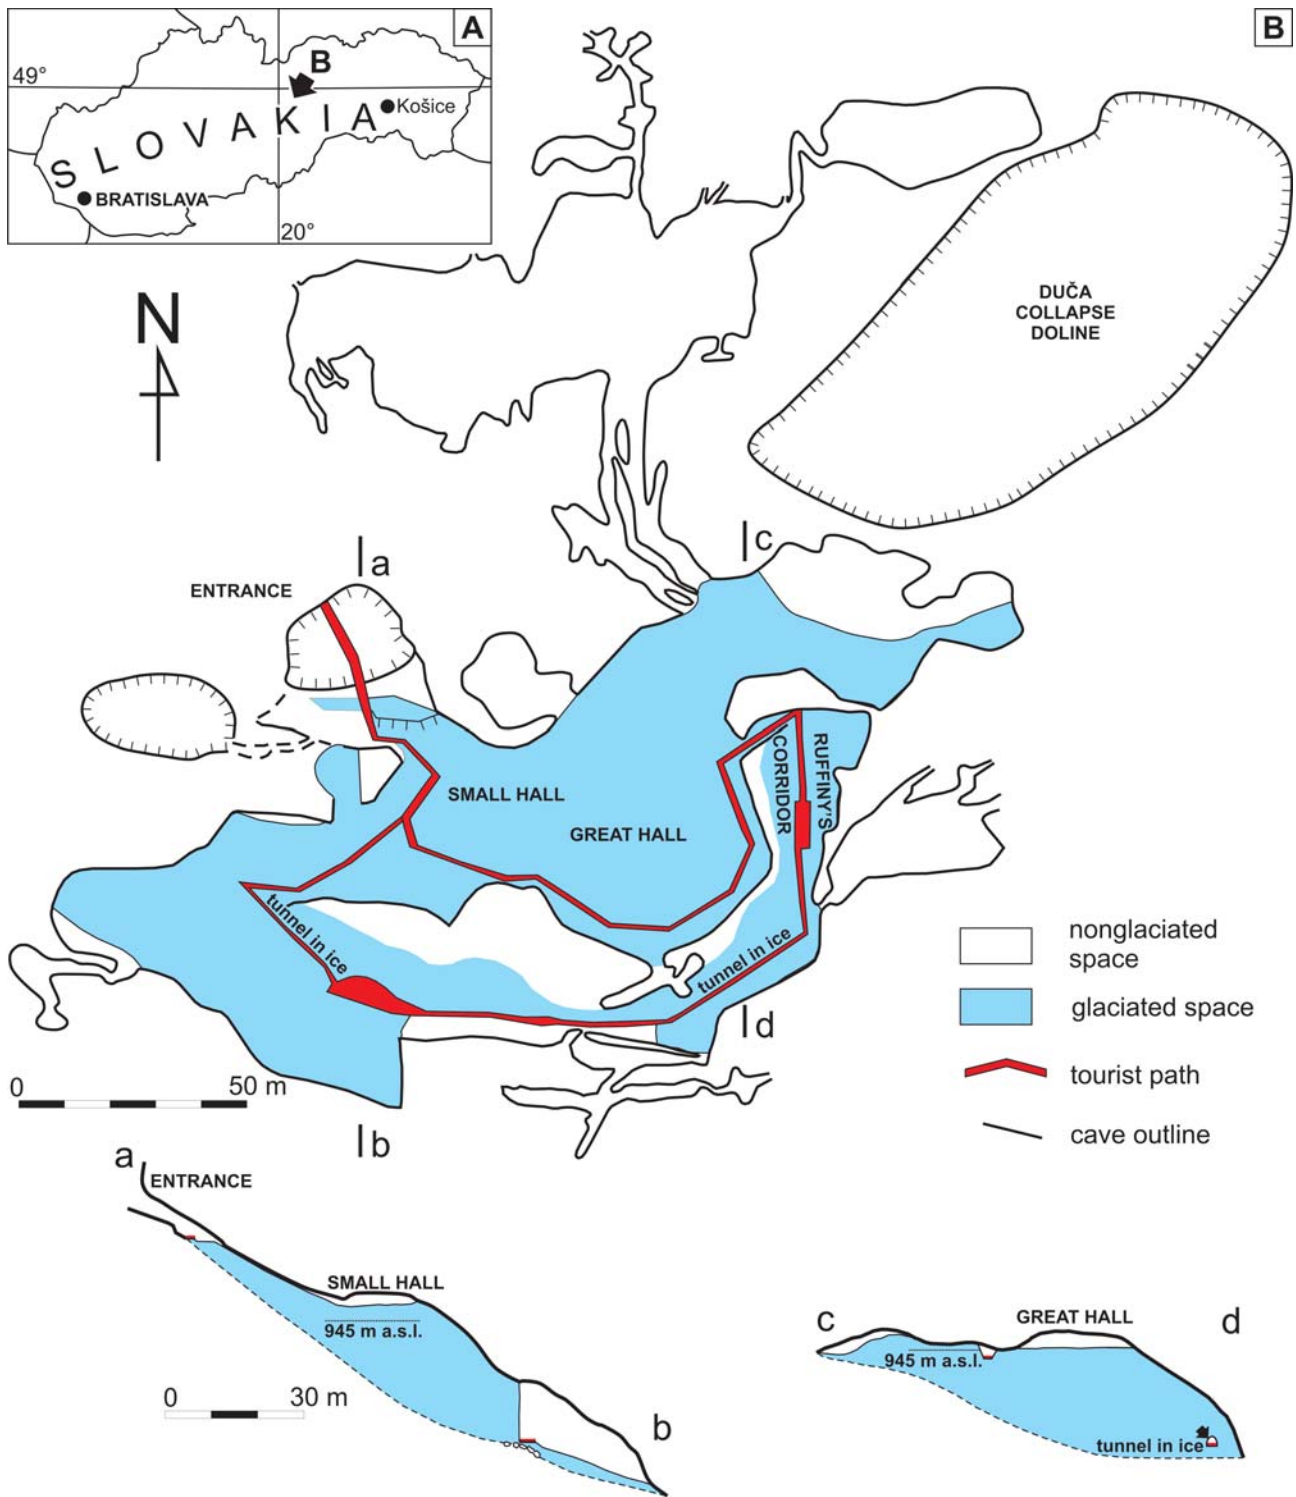 A
B
49°
B
Košice
SLOVAKIA
BRATISLAVA
20°
N
DUČA
COLLAPSE
DOLINE
c
a
ENTRANCE
SMALL HALL
GREAT HALL
RUFFINY'S
CORRIDOR
tunnel in ice
tunnel in ice
nonglaciated
space
glaciated space
tourist path
cave outline
d
0 50 m
b
a
ENTRANCE
SMALL HALL
945 m a.s.l.
0 30 m
b
c
GREAT HALL
d
945 m a.s.l.
tunnel in ice